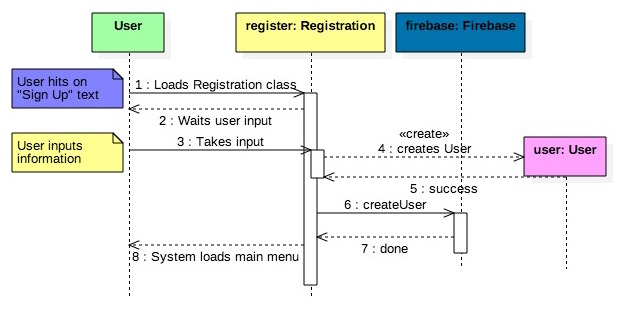 User
register: Registration
firebase: Firebase
User hits on
"Sign Up" text
1 : Loads Registration class
2 : Waits user input
User inputs
information
3 : Takes input
«create»
4 : creates User
user: User
5 : success
6 : createUser
7 : done
8 : System loads main menu